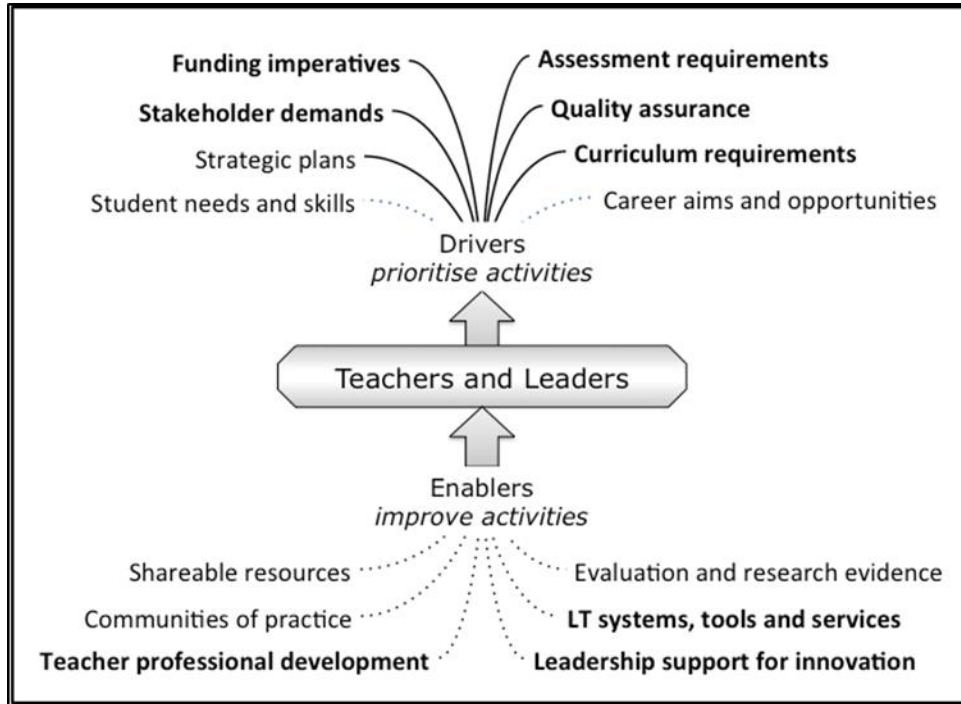 Funding imperatives
Assessment requirements
Stakeholder demands
Quality assurance
Strategic plans
Curriculum requirements
Student needs and skills
Career aims and opportunities
Drivers
prioritise activities
Teachers and Leaders
Enablers
improve activities
Shareable resources
Evaluation and research evidence
Communities of practice
LT systems, tools and services
Teacher professional development
Leadership support for innovation